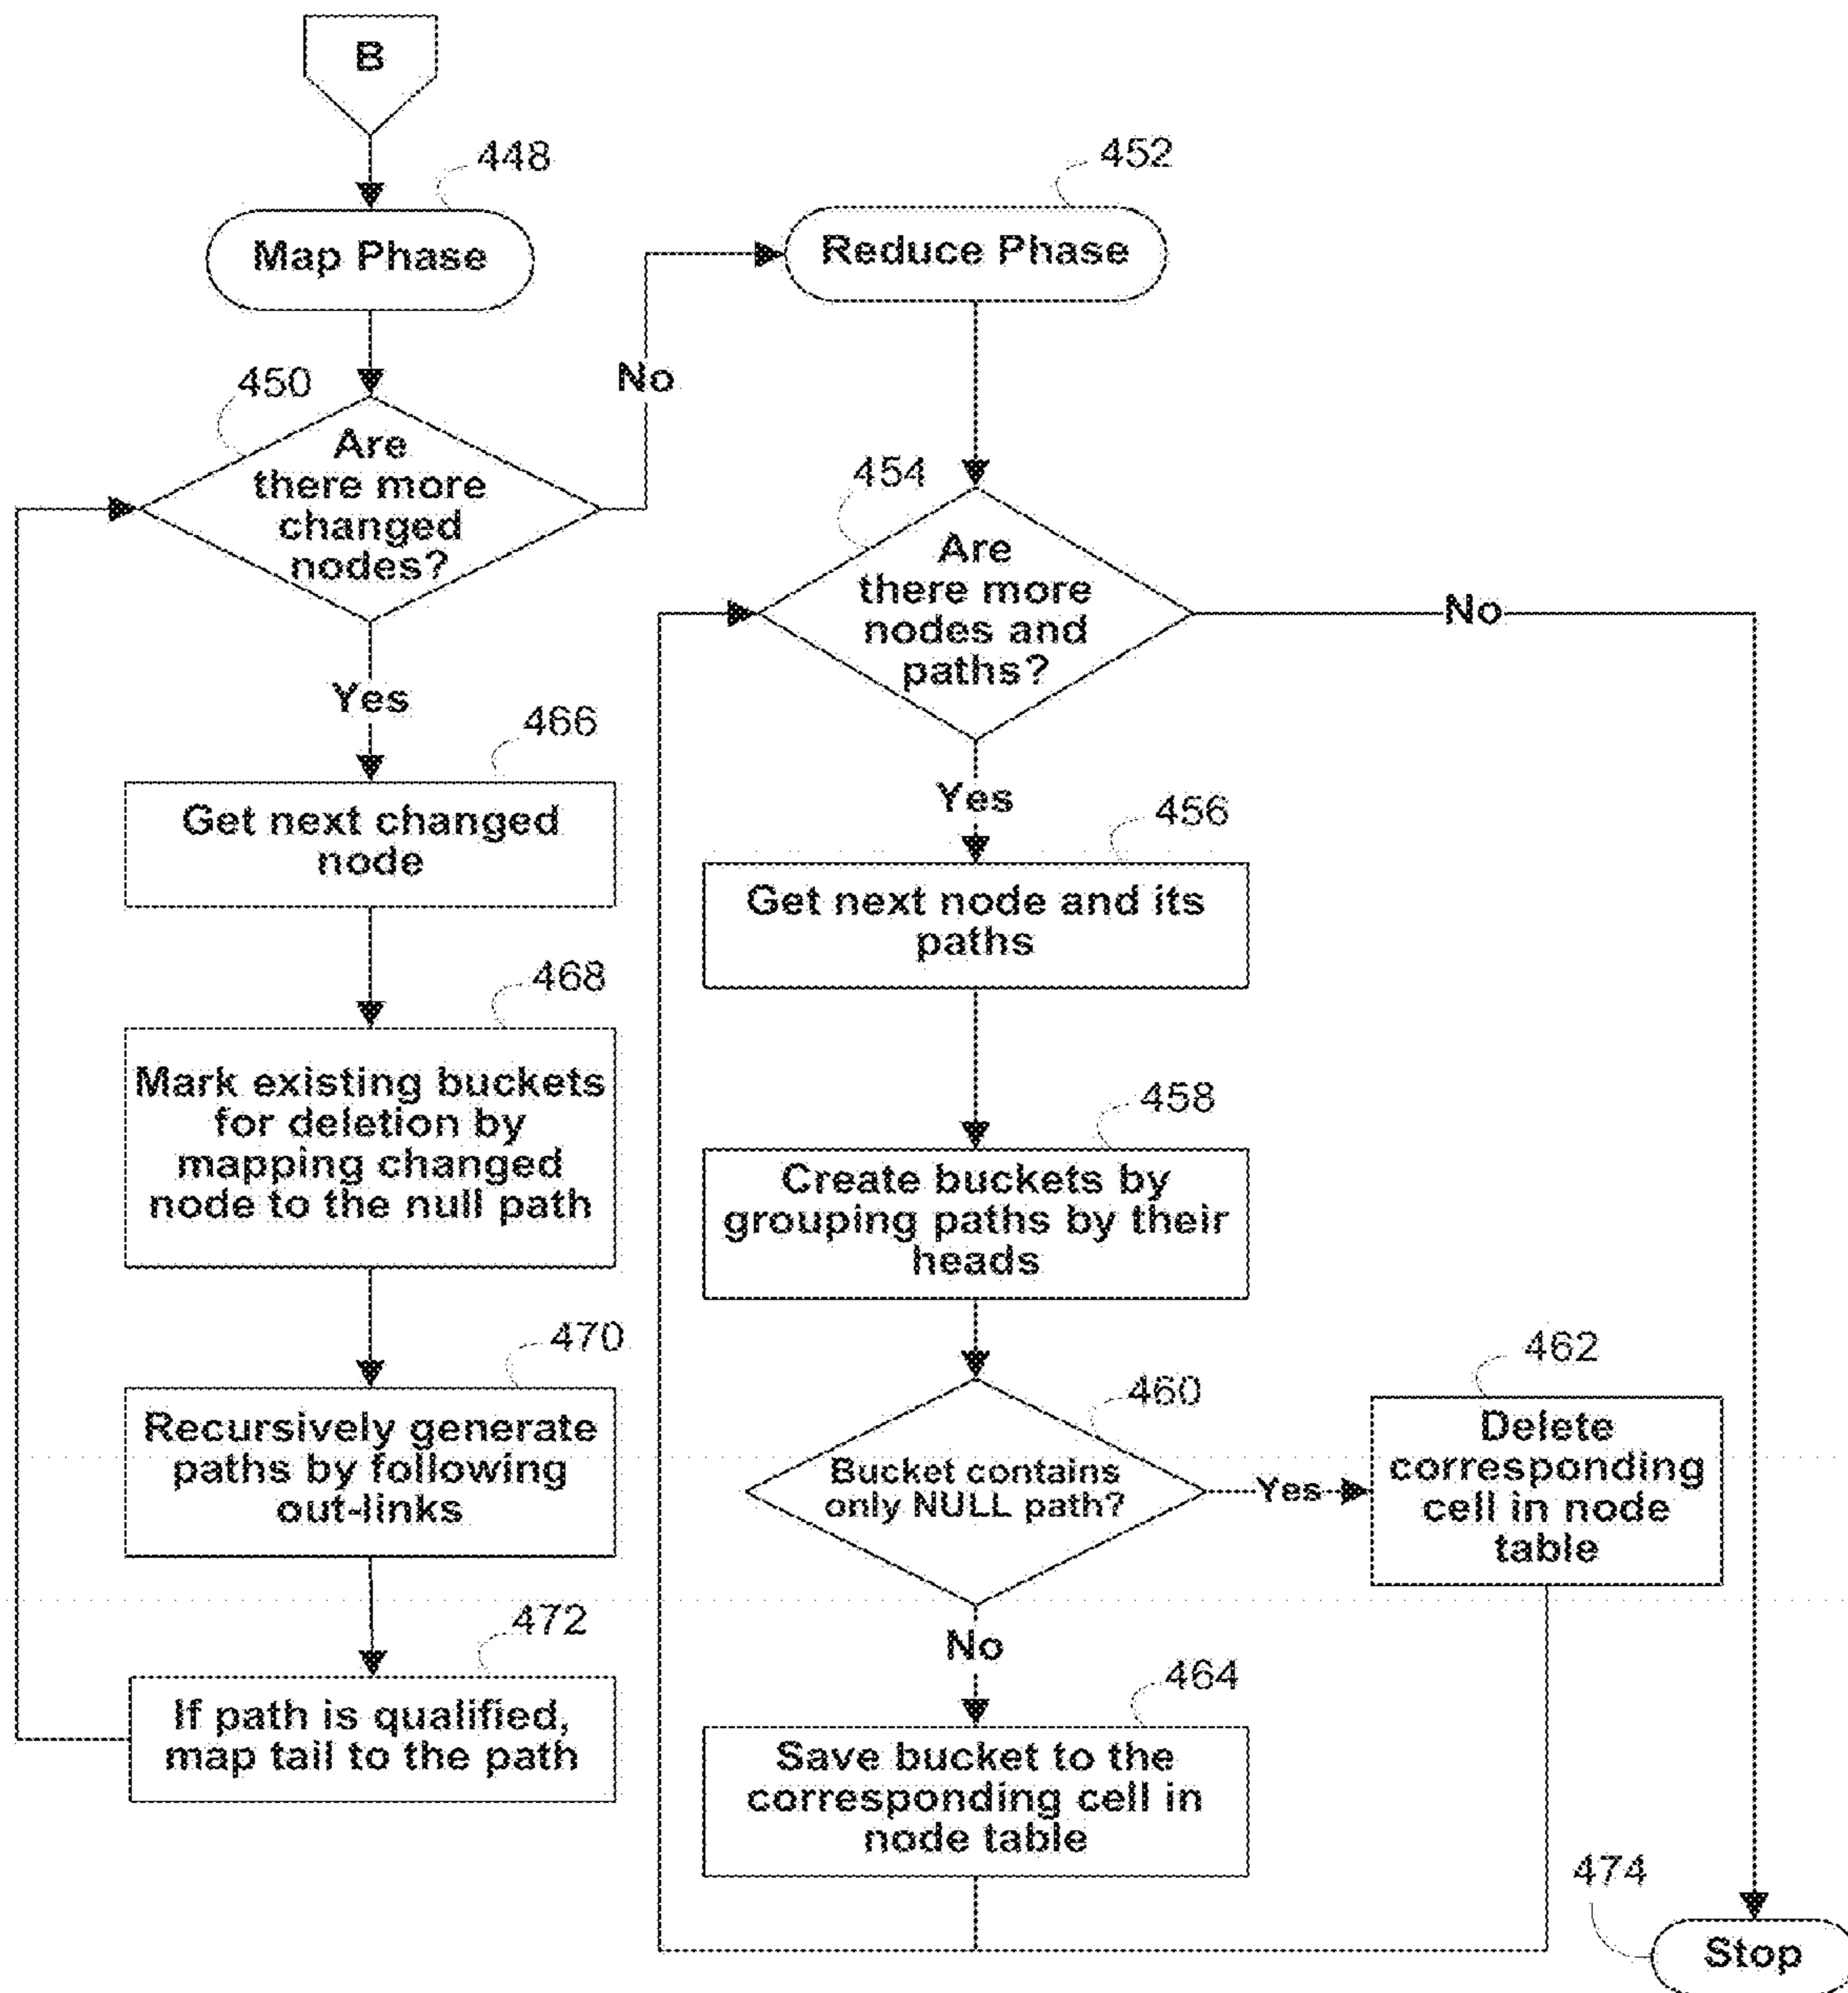 B
448
Map Phase
450
Are
there more
changed
nodes?
No
Yes
466
Get next changed
node
468
Mark existing buckets
for deletion by
mapping changed
node to the null path
470
Recursively generate
paths by following
out-links
472
If path is qualified,
map tail to the path
452
Reduce Phase
454
Are
there more
nodes and
paths?
No
Yes
456
Get next node and its
paths
458
Create buckets by
grouping paths by their
heads
460
Bucket contains
only NULL path?
Yes
462
Delete
corresponding
cell in node
table
No
464
Save bucket to the
corresponding cell in
node table
474
Stop